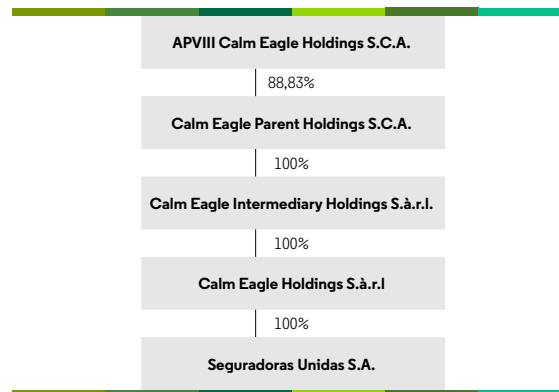 APVIII Calm Eagle Holdings S.C.A.
88,83%
Calm Eagle Parent Holdings S.C.A.
100%
Calm Eagle Intermediary Holdings S.à.r.l.
100%
Calm Eagle Holdings S.à.r.l
100%
Seguradoras Unidas S.A.